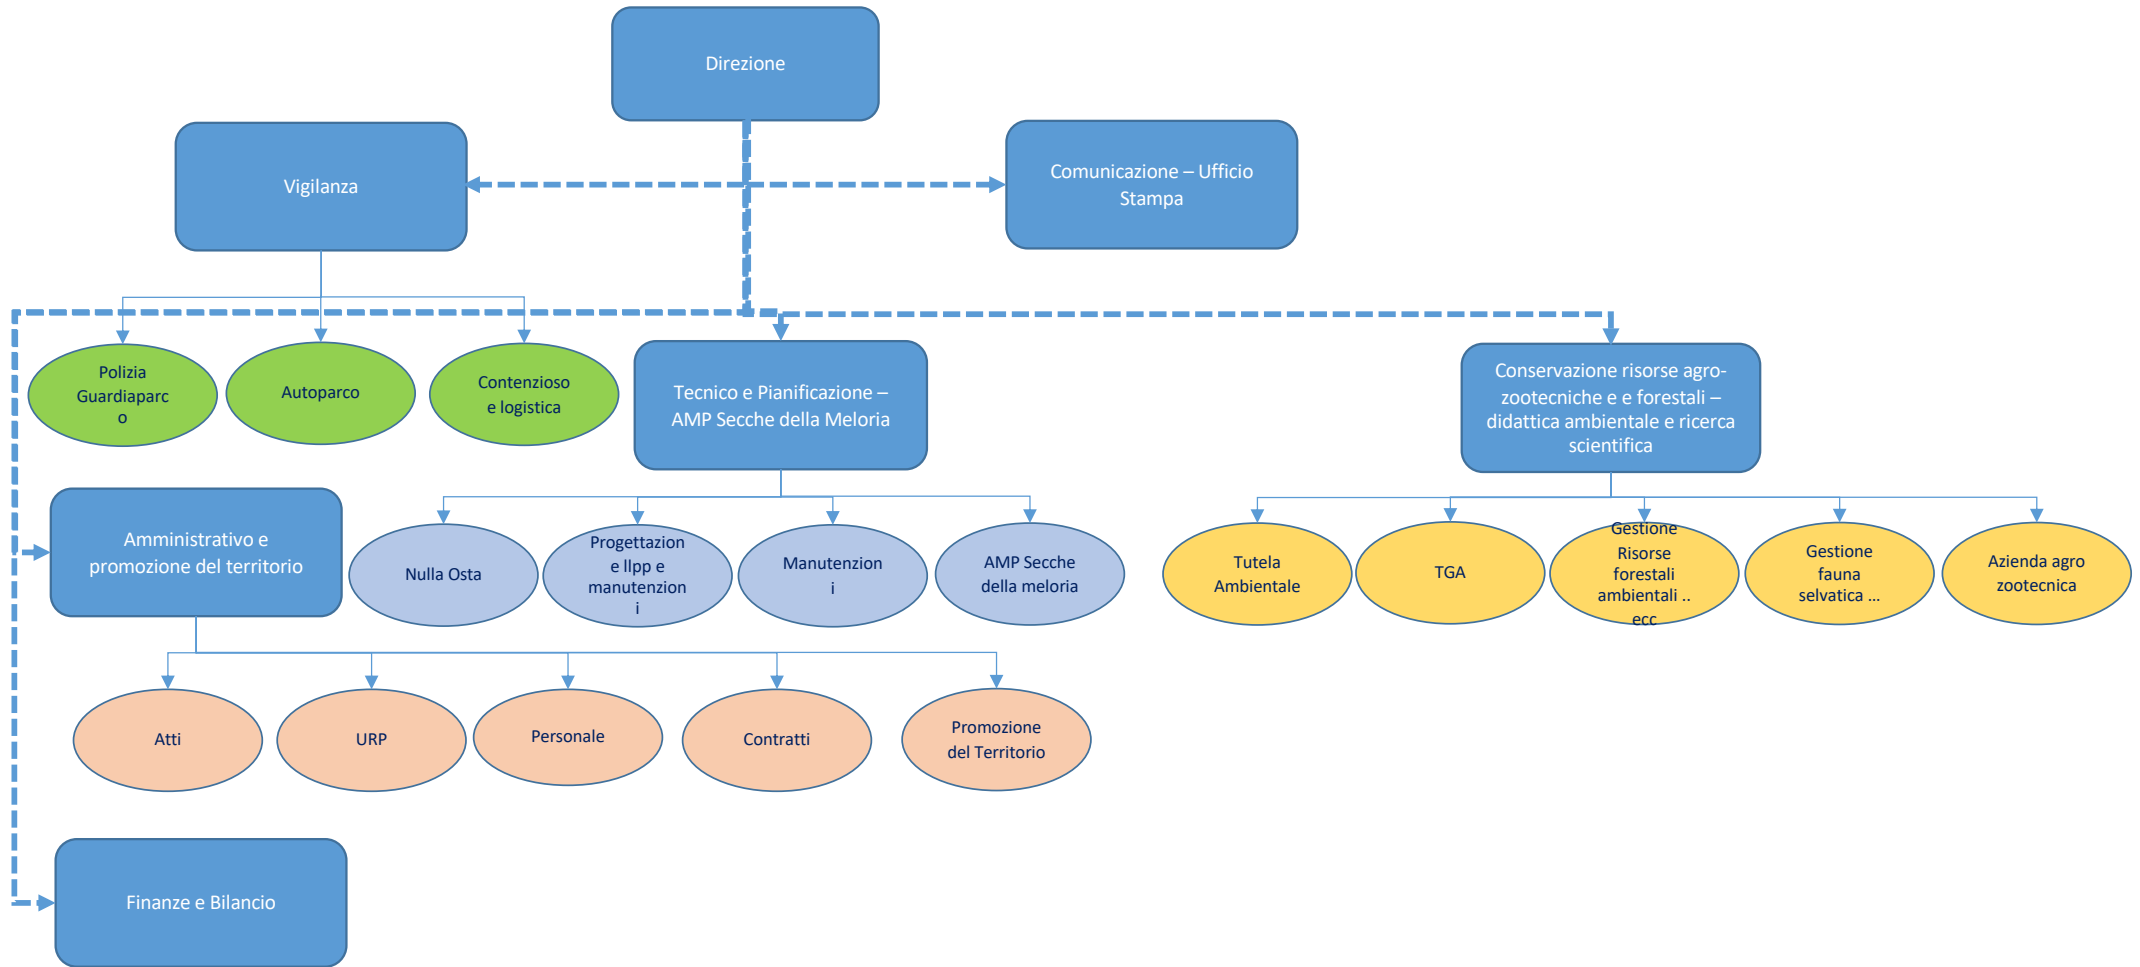 Direzione
Vigilanza
Comunicazione – Ufficio
Stampa
Polizia
Guardiaparc
o
Autoparco
Contenzioso
e logistica
Tecnico e Pianificazione –
AMP Secche della Meloria
Conservazione risorse agro-
zootecniche e e forestali –
didattica ambientale e ricerca
scientifica
Amministrativo e
promozione del territorio
Nulla Osta
Progettazion
e llpp e
manutenzion
i
Manutenzion
i
AMP Secche
della meloria
Tutela
Ambientale
TGA
Gestione
Risorse
forestali
ambientali ..
ecc
Gestione
fauna
selvatica ...
Azienda agro
zootecnica
Atti
URP
Personale
Contratti
Promozione
del Territorio
Finanze e Bilancio